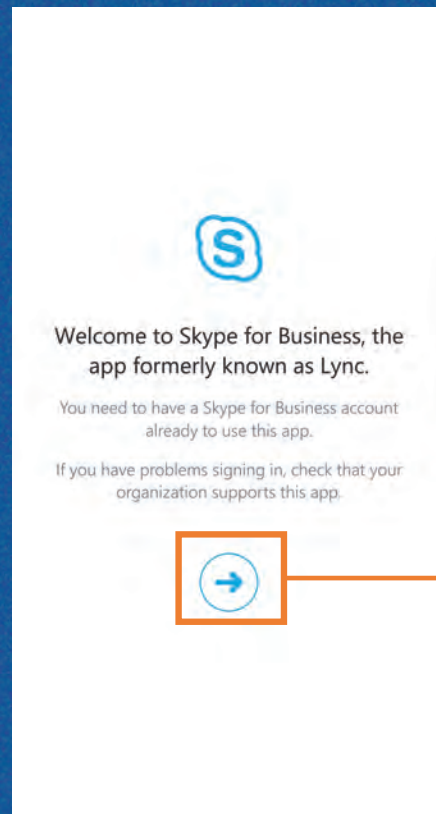 S
Welcome to Skype for Business, the
app formerly known as Lync.
You need to have a Skype for Business account
already to use this app.
If you have problems signing in, check that your
organization supports this app.